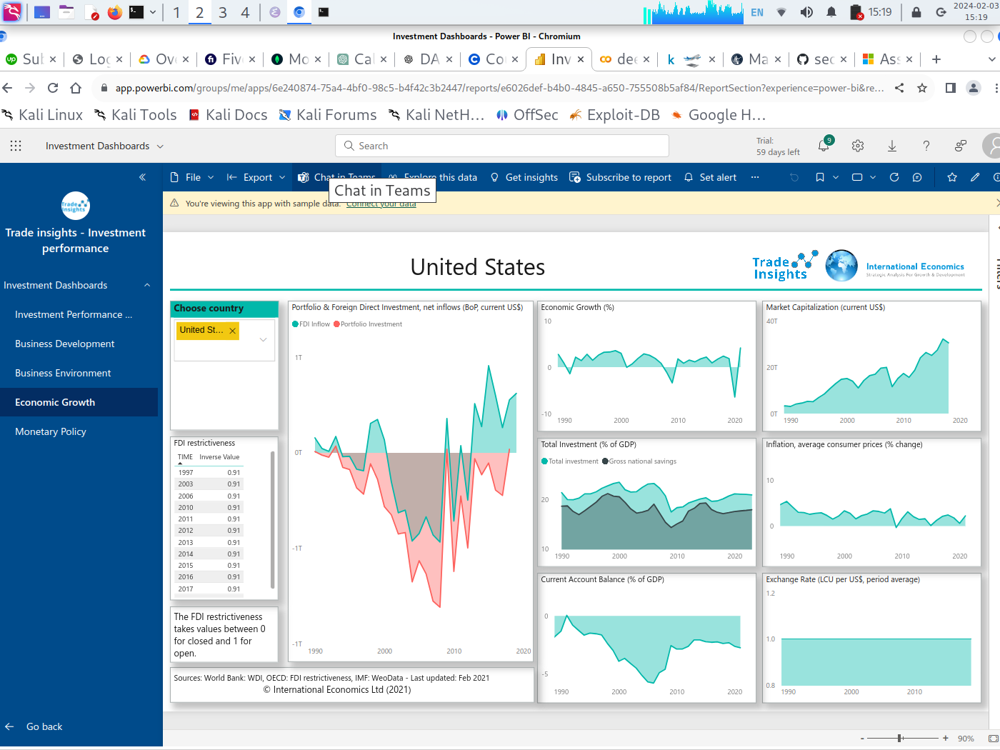 1 2 3 4
EN
15:19
2024-02-03
15:19
Investment Dashboards - Power BI - Chromium
Sub
Log
Ove
Five
Mo
Cal
DA
Co
Inv
dee
k
Ma
sec
Ass
app.powerbi.com/groups/me/apps/6e240874-75a4-4bf0-98c5-b4f42c3b2447/reports/e6026def-b4b0-4845-a650-755508b5af84/ReportSection?experience=power-bi&re...
Kali Linux
Kali Tools
Kali Docs
Kali Forums
Kali NetH...
OffSec
Exploit-DB
Google H...
Investment Dashboards
Search
Trial:
59 days left
9
File
Export
Chat in Teams
Explore this data
Get insights
Subscribe to report
Set alert
Chat in Teams
You're viewing this app with sample data.
Connect your data
Trade
Insights
Trade insights - Investment
performance
Investment Dashboards
Investment Performance ...
Business Development
Business Environment
Economic Growth
Monetary Policy
Go back
United States
Trade
Insights
International Economics
Strategic Analysis For Growth & Development
Filters
Choose country
United St...
FDI restrictiveness
TIME Inverse Value
1997 0.91
2003 0.91
2006 0.91
2010 0.91
2011 0.91
2012 0.91
2013 0.91
2014 0.91
2015 0.91
2016 0.91
2017 0.91
The FDI restrictiveness
takes values between 0
for closed and 1 for
open.
Portfolio & Foreign Direct Investment, net inflows (BoP, current US$)
FDI Inflow Portfolio Investment
1T
0T
-1T
-1T
1990 2000 2010 2020
Economic Growth (%)
10
0
-10
1990 2000 2010 2020
Market Capitalization (current US$)
40T
20T
0T
1990 2000 2010 2020
Total Investment (% of GDP)
Total investment Gross national savings
20
10
1990 2000 2010 2020
Inflation, average consumer prices (% change)
10
0
1990 2000 2010 2020
Current Account Balance (% of GDP)
0
-5
1990 2000 2010 2020
Exchange Rate (LCU per US$, period average)
1.2
1.0
0.8
1990 2000 2010
Sources: World Bank: WDI, OECD: FDI restrictiveness, IMF: WeoData - Last updated: Feb 2021
© International Economics Ltd (2021)
- + 90%